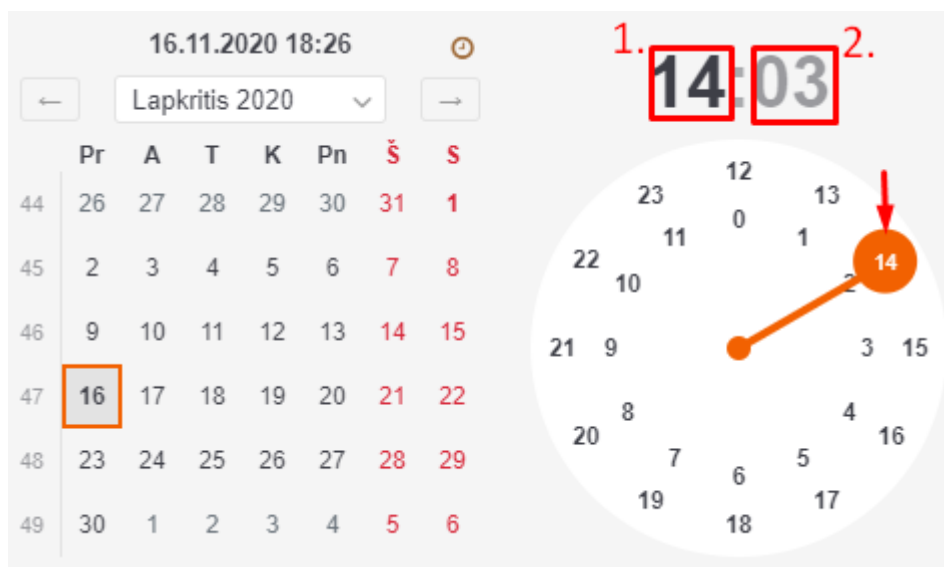 16.11.2020 18:26
←
Lapkritis 2020
→
Pr A T K Pn Š S
44 26 27 28 29 30 31 1
45 2 3 4 5 6 7 8
46 9 10 11 12 13 14 15
47 16 17 18 19 20 21 22
48 23 24 25 26 27 28 29
49 30 1 2 3 4 5 6
1. 2.
14:03
12
23 13
0
11 1
22 14
10 2
21 9 3 15
8 4
20 16
7 5
6
19 17
18